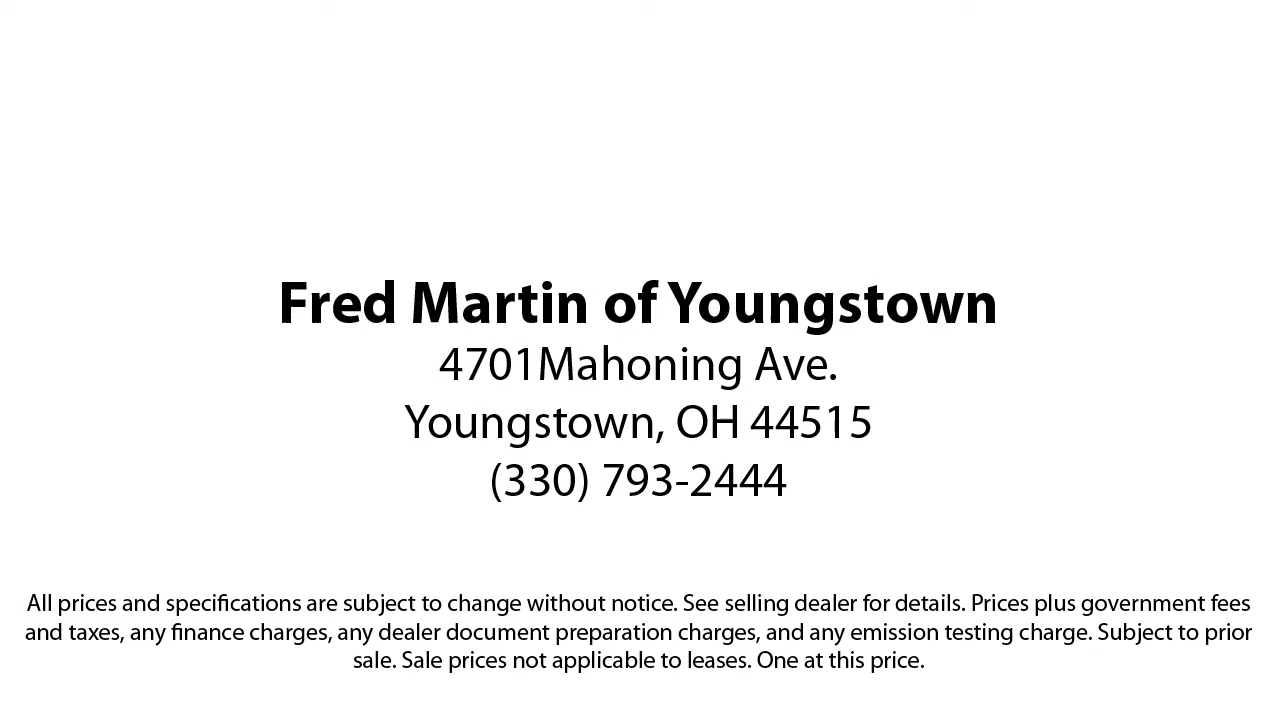 Fred Martin of Youngstown
4701Mahoning Ave.
Youngstown, OH 44515
(330) 793-2444
All prices and specifications are subject to change without notice. See selling dealer for details. Prices plus government fees
and taxes, any finance charges, any dealer document preparation charges, and any emission testing charge. Subject to prior
sale. Sale prices not applicable to leases. One at this price.